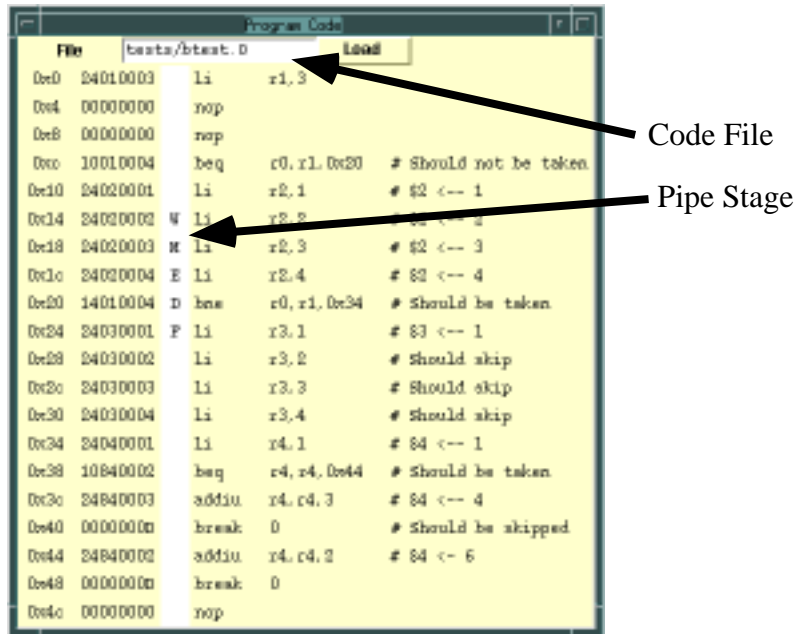 Program Code
File tests/btest.O Load
0x0 24010003 li r1,3
0x4 00000000 nop
0x8 00000000 nop
0xc 10010004 beq r0,r1,0x20 # Should not be taken
0x10 24020001 li r2,1 # $2 <-- 1
0x14 24020002 W li r2,2 # $2 <-- 2
0x18 24020003 M li r2,3 # $2 <-- 3
0x1c 24020004 E li r2,4 # $2 <-- 4
0x20 14010004 D bne r0,r1,0x34 # Should be taken
0x24 24030001 F li r3,1 # $3 <-- 1
0x28 24030002 li r3,2 # Should skip
0x2c 24030003 li r3,3 # Should skip
0x30 24030004 li r3,4 # Should skip
0x34 24040001 li r4,1 # $4 <-- 1
0x38 10840002 beq r4,r4,0x44 # Should be taken
0x3c 24840003 addiu r4,r4,3 # $4 <-- 4
0x40 0000000D break 0 # Should be skipped
0x44 24840002 addiu r4,r4,2 # $4 <- 6
0x48 0000000D break 0
0x4c 00000000 nop
Code File
Pipe Stage